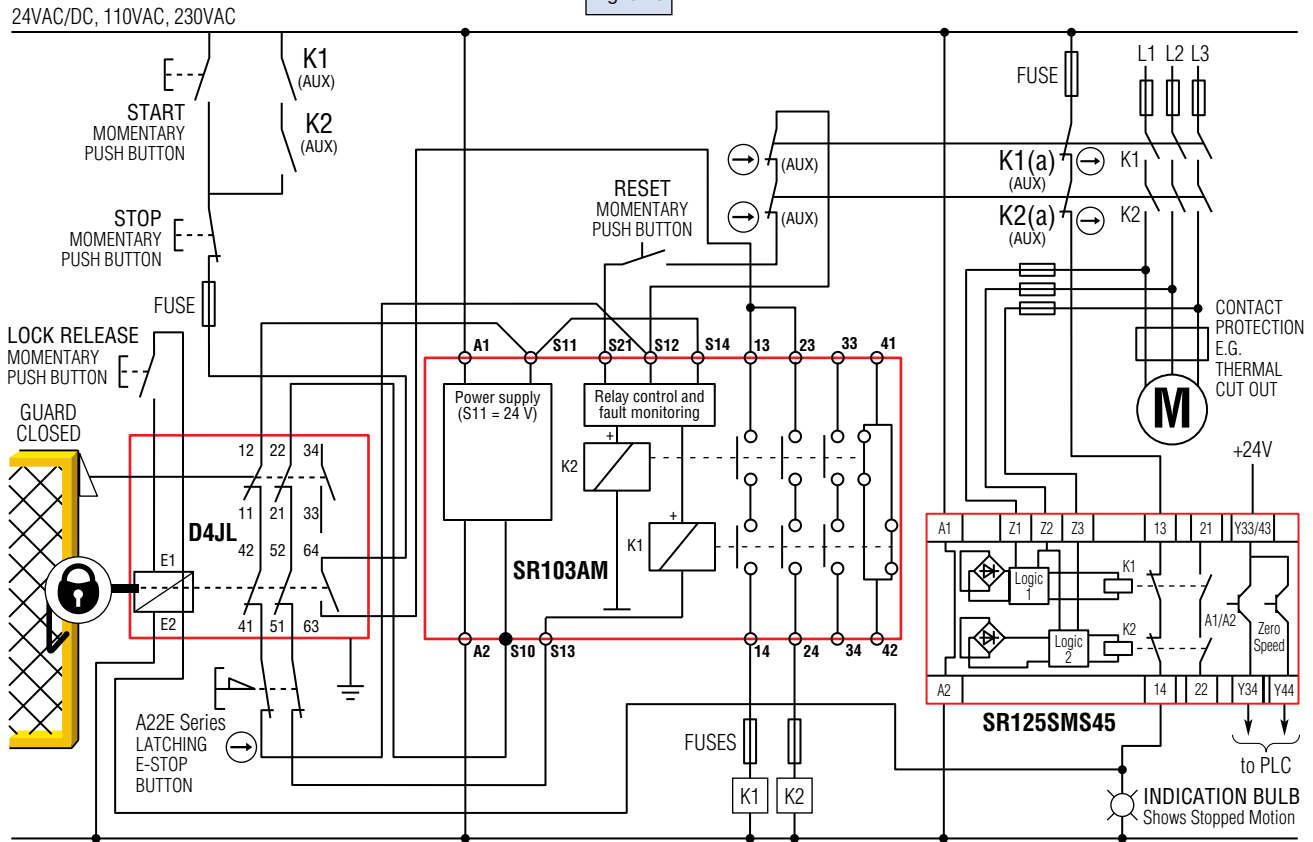 24VAC/DC, 110VAC, 230VAC
K1
(AUX)
K2
(AUX)
START
MOMENTARY
PUSH BUTTON
STOP
MOMENTARY
PUSH BUTTON
FUSE
LOCK RELEASE
MOMENTARY
PUSH BUTTON
GUARD
CLOSED
12 22 34
11 21 33
D4JL
42 52 64
E1
E2
41 51 63
A22E Series
LATCHING
E-STOP
BUTTON
RESET
MOMENTARY
PUSH BUTTON
(AUX)
(AUX)
A1 S11 S21 S12 S14 13 23 33 41
Power supply
(S11 = 24 V)
Relay control and
fault monitoring
+
K2
+
K1
SR103AM
A2 S10 S13 14 24 34 42
FUSES
K1 K2
FUSE
L1 L2 L3
K1(a)
(AUX)
K1
K2(a)
(AUX)
K2
CONTACT
PROTECTION
E.G.
THERMAL
CUT OUT
M
+24V
A1 Z1 Z2 Z3 13 21 Y33/43
Logic
1
K1
Logic
2
K2
A1/A2
Zero
Speed
A2 14 22 Y34 Y44
SR125SMS45
to PLC
INDICATION BULB
Shows Stopped Motion